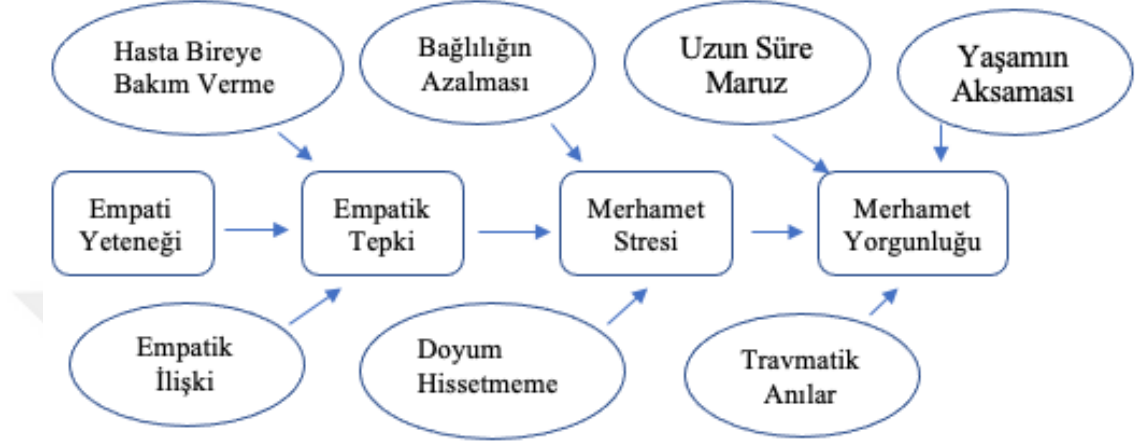 Hasta Bireye
Bakım Verme
Bağlılığın
Azalması
Uzun Süre
Maruz
Yaşamın
Aksaması
Empati
Yeteneği
Empatik
Tepki
Merhamet
Stresi
Merhamet
Yorgunluğu
Empatik
İlişki
Doyum
Hissetmeme
Travmatik
Anılar